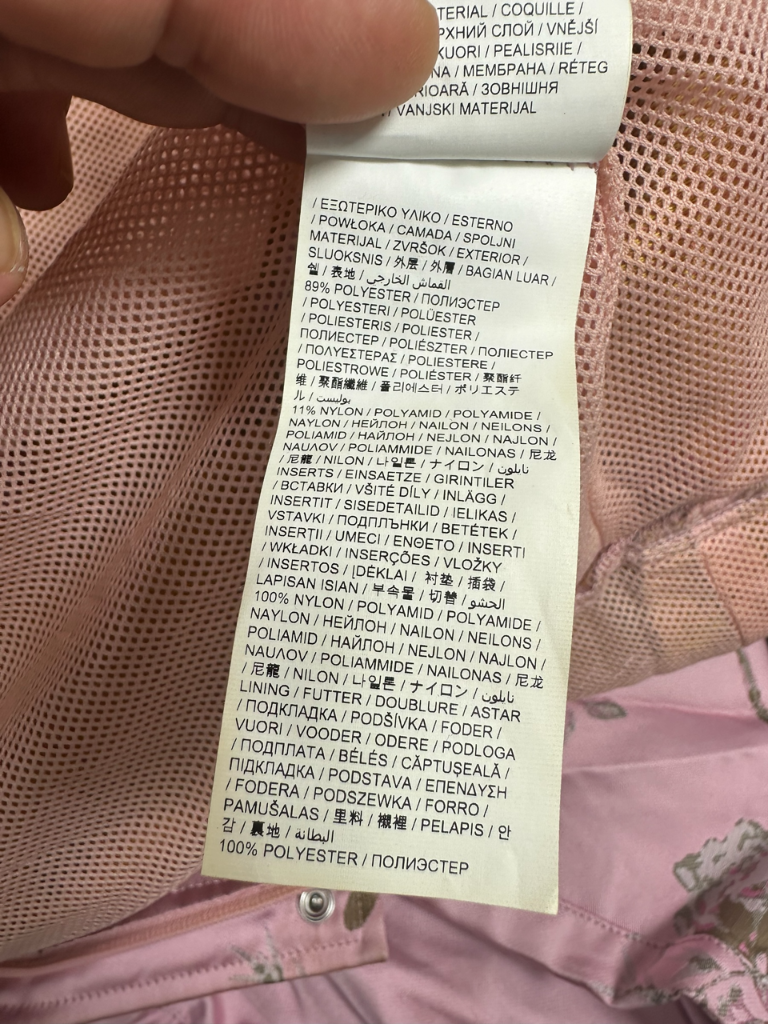 TERIAL / COQUILLE /
РХНИЙ СЛОЙ / VNĚJŠÍ
KUORI / PEALISRIIE /
NA / МЕМБРАНА / RÉTEG
RIOARĂ / ЗОВНІШНЯ
/ VANJSKI MATERIJAL
/ ΕΞΩΤΕΡΙΚΟ ΥΛΙΚΟ / ESTERNO
/ POWŁOKA / CAMADA / SPOLJNI
MATERIJAL / ZVRŠOK / EXTERIOR /
SLUOKSNIS / 外层 / 外層 / BAGIAN LUAR /
쉘 / 表地 / القماش الخارجي
89% POLYESTER / ПОЛИЭСТЕР
/ POLYESTERI / POLÜESTER
/ POLIESTERIS / POLIESTER /
ПОЛИЕСТЕР / POLIÉSZTER / ПОЛІЕСТЕР
/ ΠΟΛΥΕΣΤΕΡΑΣ / POLIESTERE /
POLIESTROWE / POLIÉSTER / 聚酯纤
维 / 聚酯纖維 / 폴리에스터 / ポリエステ
ル / بوليستر
11% NYLON / POLYAMID / POLYAMIDE /
NAYLON / НЕЙЛОН / NAILON / NEILONS /
POLIAMID / НАЙЛОН / NEJLON / NAJLON /
ΝΑΥΛΟΝ / POLIAMMIDE / NAILONAS / 尼龙
/ 尼龍 / NILON / 나일론 / ナイロン / نايلون
INSERTS / EINSAETZE / GIRINTILER
/ ВСТАВКИ / VŠITÉ DÍLY / INLÄGG /
INSERTIT / SISEDETAILID / IELIKAS /
VSTAVKI / ПОДПЛЪНКИ / BETÉTEK /
INSERȚII / UMECI / ΕΝΘΕΤΟ / INSERTI
/ WKŁADKI / INSERÇÕES / VLOŽKY
/ INSERTOS / ĮDĖKLAI / 衬垫 / 插袋 /
LAPISAN ISIAN / 부속물 / 切替 / الحشو
100% NYLON / POLYAMID / POLYAMIDE /
NAYLON / НЕЙЛОН / NAILON / NEILONS /
POLIAMID / НАЙЛОН / NEJLON / NAJLON /
ΝΑΥΛΟΝ / POLIAMMIDE / NAILONAS / 尼龙
/ 尼龍 / NILON / 나일론 / ナイロン / نايلون
LINING / FUTTER / DOUBLURE / ASTAR
/ ПОДКЛАДКА / PODŠÍVKA / FODER /
VUORI / VOODER / ODERE / PODLOGA
/ ПОДПЛАТА / BÉLÉS / CĂPTUȘEALĂ /
ПІДКЛАДКА / PODSTAVA / ΕΠΕΝΔΥΣΗ
/ FODERA / PODSZEWKA / FORRO /
PAMUŠALAS / 里料 / 襯裡 / PELAPIS / 안
감 / 裏地 / البطانة
100% POLYESTER / ПОЛИЭСТЕР